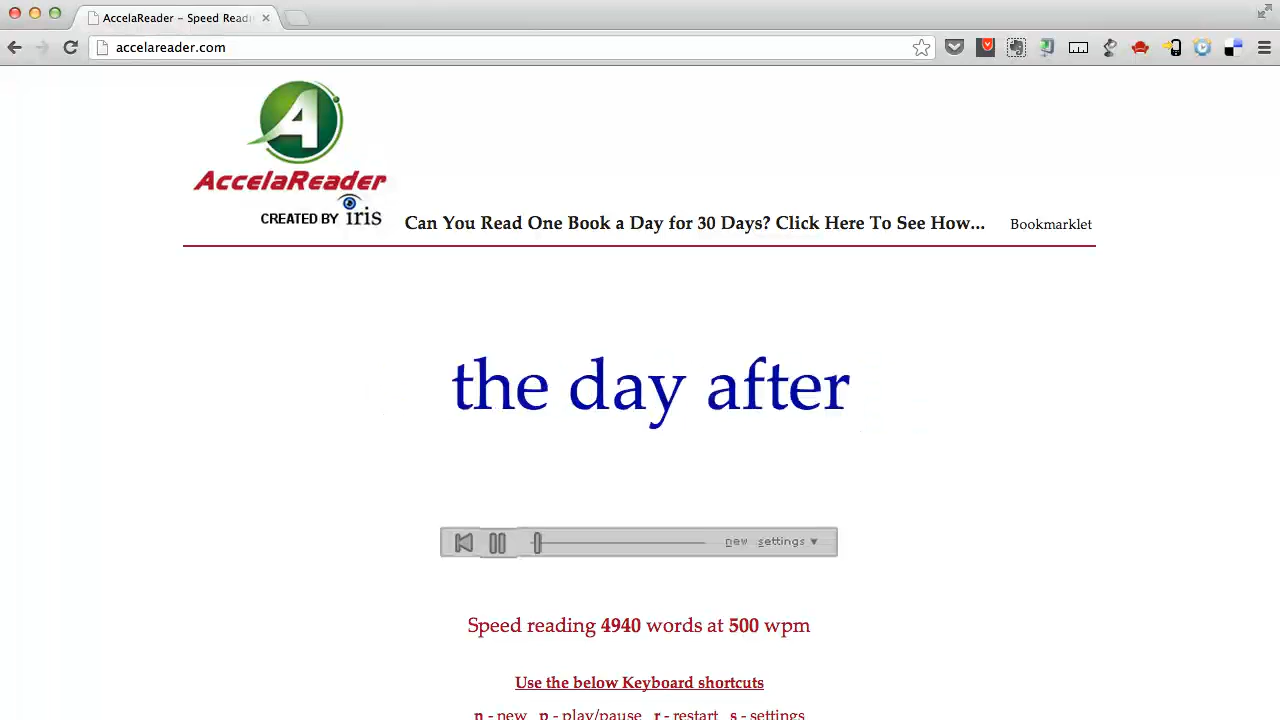 AccelaReader – Speed Readi
accelareader.com
A
AccelaReader
CREATED BY iris
Can You Read One Book a Day for 30 Days? Click Here To See How...
Bookmarklet
the day after
new settings ▼
Speed reading 4940 words at 500 wpm
Use the below Keyboard shortcuts
n - new p - play/pause r - restart s - settings